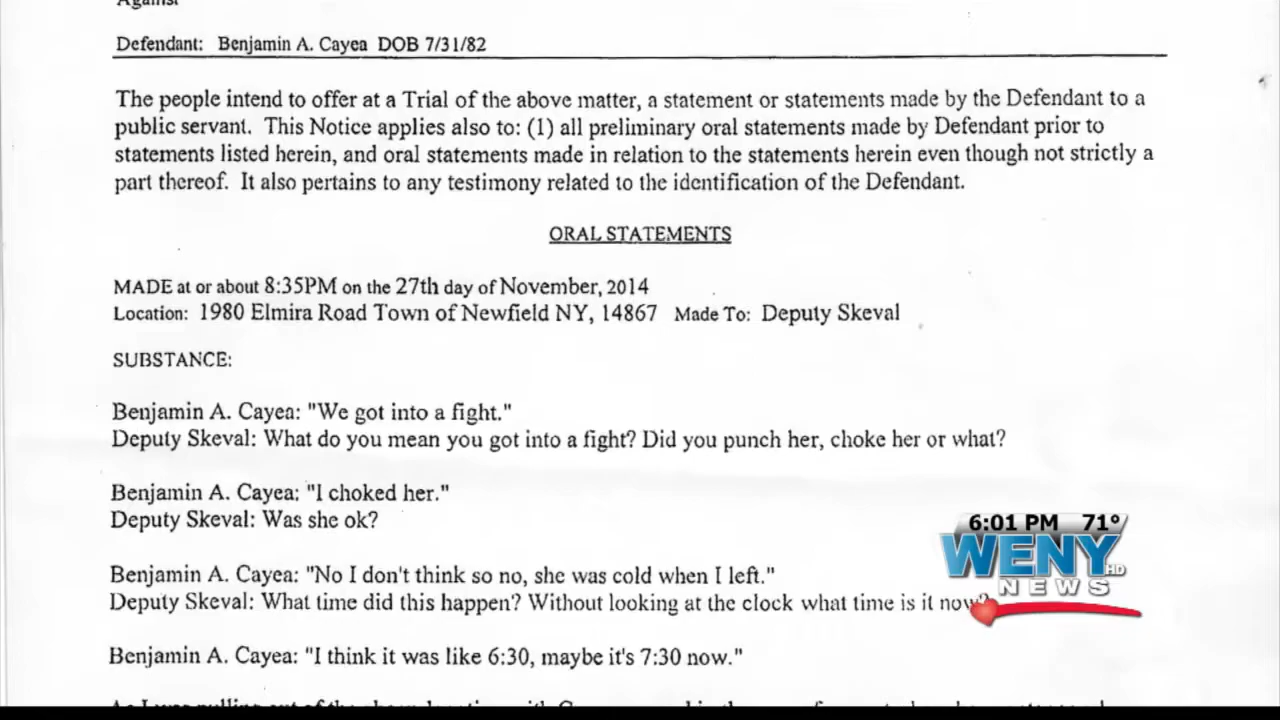 Against
Defendant: Benjamin A. Cayea DOB 7/31/82
The people intend to offer at a Trial of the above matter, a statement or statements made by the Defendant to a
public servant. This Notice applies also to: (1) all preliminary oral statements made by Defendant prior to
statements listed herein, and oral statements made in relation to the statements herein even though not strictly a
part thereof. It also pertains to any testimony related to the identification of the Defendant.
ORAL STATEMENTS
MADE at or about 8:35PM on the 27th day of November, 2014
Location: 1980 Elmira Road Town of Newfield NY, 14867 Made To: Deputy Skeval
SUBSTANCE:
Benjamin A. Cayea: "We got into a fight."
Deputy Skeval: What do you mean you got into a fight? Did you punch her, choke her or what?
Benjamin A. Cayea: "I choked her."
Deputy Skeval: Was she ok?
Benjamin A. Cayea: "No I don't think so no, she was cold when I left."
Deputy Skeval: What time did this happen? Without looking at the clock what time is it now?
Benjamin A. Cayea: "I think it was like 6:30, maybe it's 7:30 now."
6:01 PM 71°
WENY HD
NEWS